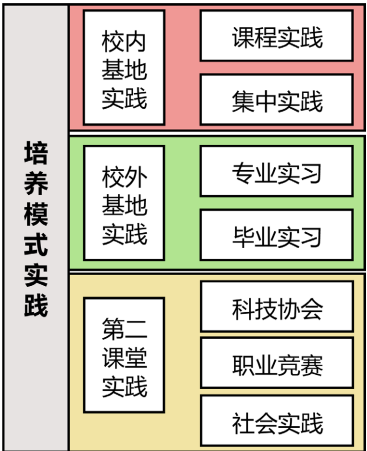 培养模式实践
校内
基地
实践
课程实践
集中实践
校外
基地
实践
专业实习
毕业实习
第二
课堂
实践
科技协会
职业竞赛
社会实践